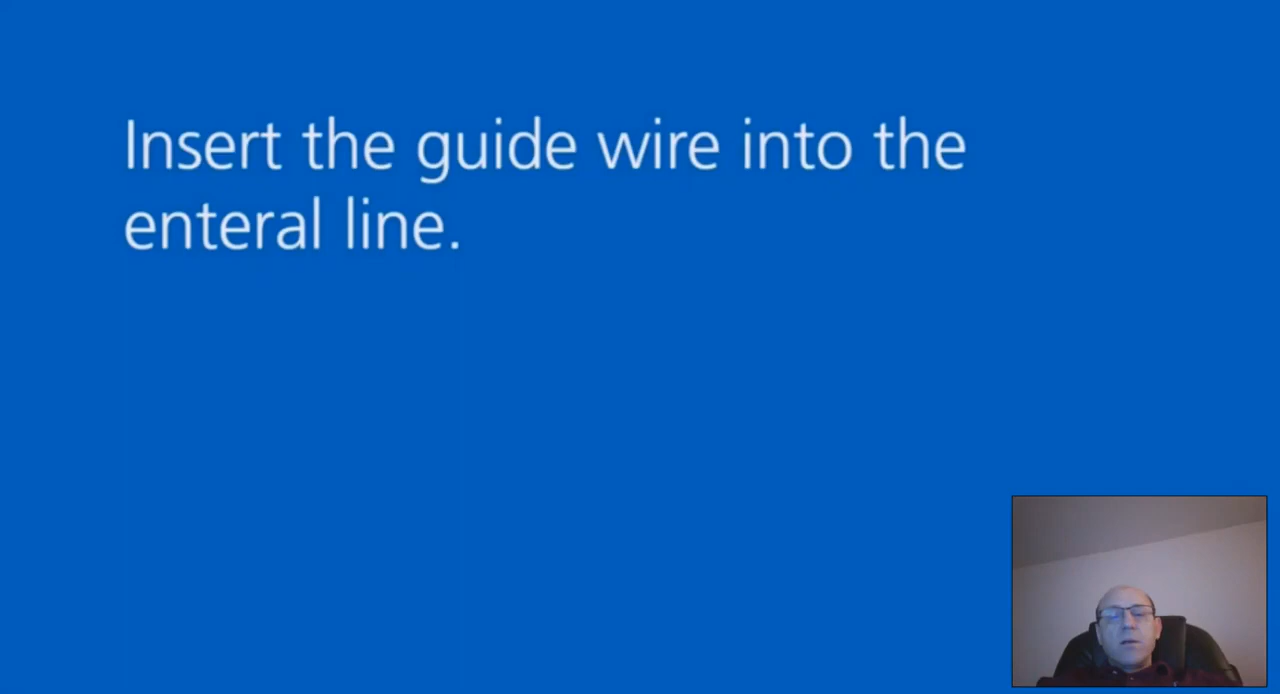 Insert the guide wire into the
enteral line.